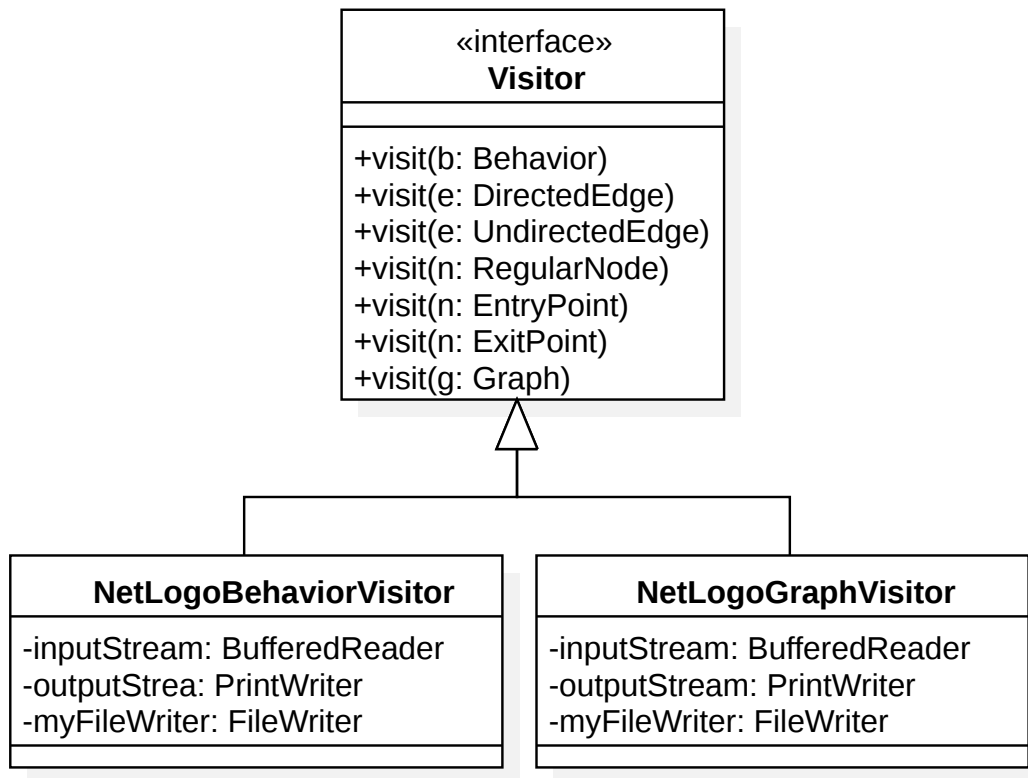 «interface»
Visitor
+visit(b: Behavior)
+visit(e: DirectedEdge)
+visit(e: UndirectedEdge)
+visit(n: RegularNode)
+visit(n: EntryPoint)
+visit(n: ExitPoint)
+visit(g: Graph)
NetLogoBehaviorVisitor
-inputStream: BufferedReader
-outputStrea: PrintWriter
-myFileWriter: FileWriter
NetLogoGraphVisitor
-inputStream: BufferedReader
-outputStream: PrintWriter
-myFileWriter: FileWriter